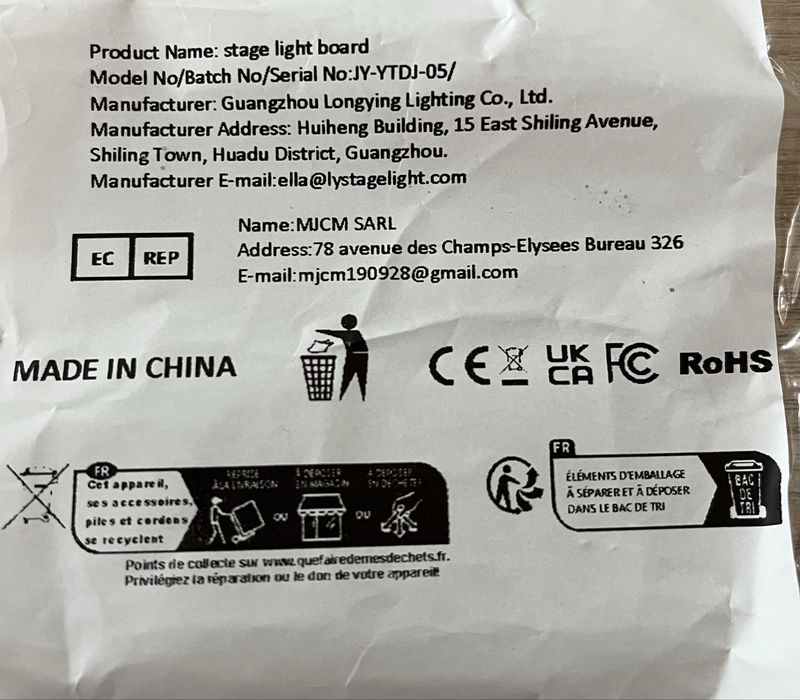 Product Name: stage light board
Model No/Batch No/Serial No:JY-YTDJ-05/
Manufacturer: Guangzhou Longying Lighting Co., Ltd.
Manufacturer Address: Huiheng Building, 15 East Shiling Avenue,
Shiling Town, Huadu District, Guangzhou.
Manufacturer E-mail:ella@lystagelight.com
EC REP
Name:MJCM SARL
Address:78 avenue des Champs-Elysees Bureau 326
E-mail:mjcm190928@gmail.com
MADE IN CHINA
CE UK CA FC RoHS
FR
Cet appareil,
ses accessoires,
piles et cordons
se recyclent
REPRISE
À LA LIVRAISON
OU
À DÉPOSER
EN MAGASIN
OU
À DÉPOSER
EN DÉCHÈTERIE
Points de collecte sur www.quefairedemesdechets.fr.
Privilégiez la réparation ou le don de votre appareil!
FR
ÉLÉMENTS D'EMBALLAGE
À SÉPARER ET À DÉPOSER
DANS LE BAC DE TRI
BAC
DE
TRI